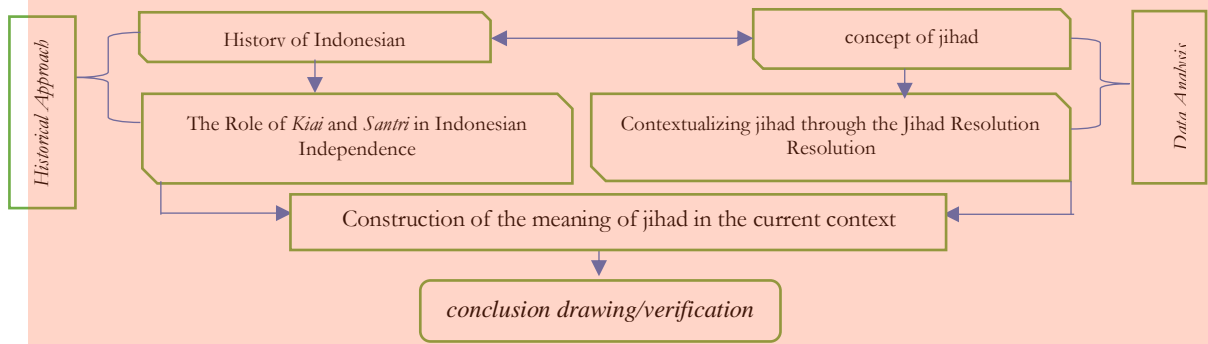 Historical Approach
History of Indonesian
concept of jihad
Data Analysis
The Role of Kiai and Santri in Indonesian
Independence
Contextualizing jihad through the Jihad Resolution
Resolution
Construction of the meaning of jihad in the current context
conclusion drawing/verification